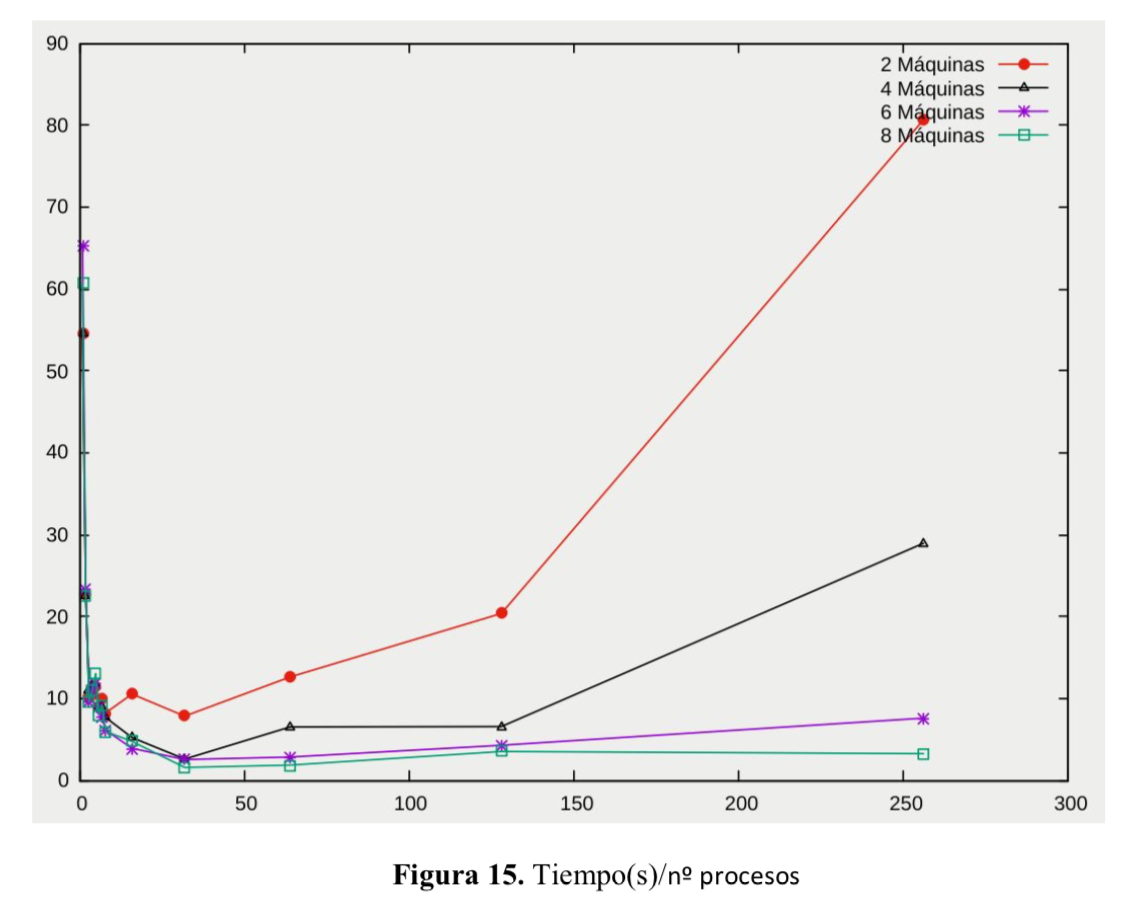 90
80
70
60
50
40
30
20
10
0
0 50 100 150 200 250 300
2 Máquinas
4 Máquinas
6 Máquinas
8 Máquinas
Figura 15. Tiempo(s)/nº procesos